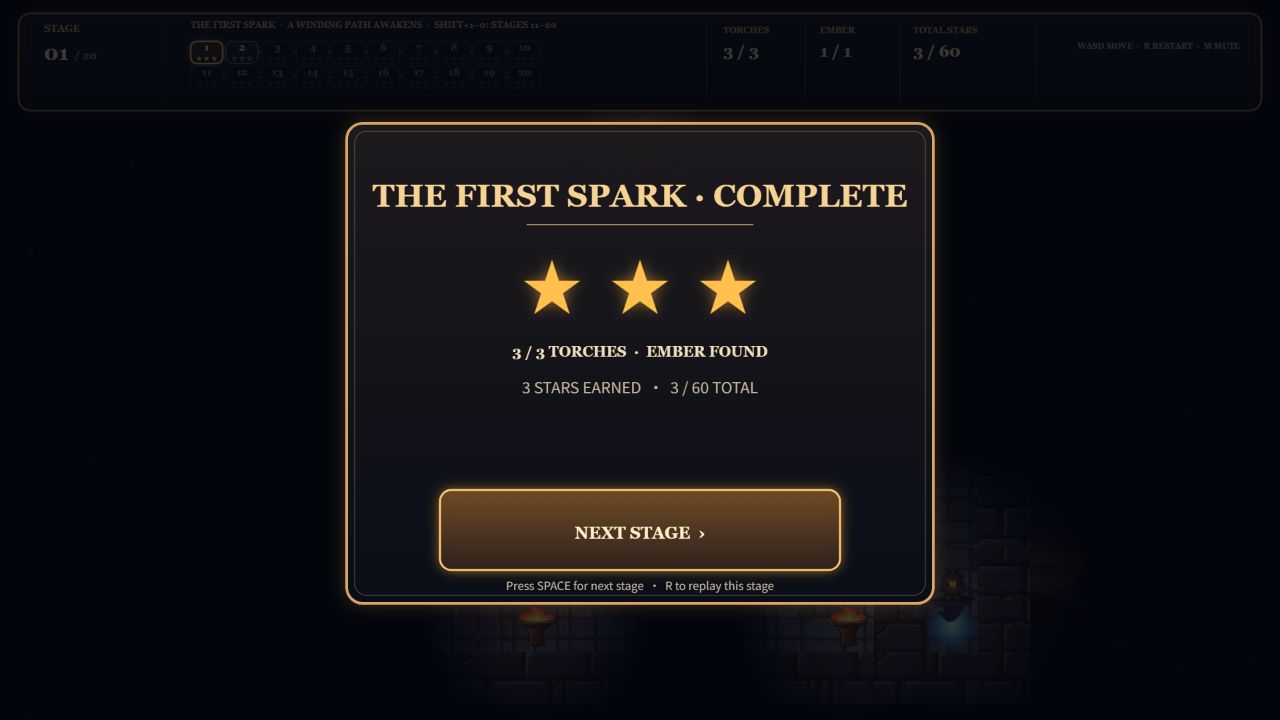 STAGE
01 / 20
THE FIRST SPARK · A WINDING PATH AWAKENS · SHIFT+1–0: STAGES 11–20
1 2 3 4 5 6 7 8 9 10
★★★ ☆☆☆ ☆☆☆ ☆☆☆ ☆☆☆ ☆☆☆ ☆☆☆ ☆☆☆ ☆☆☆ ☆☆☆
11 12 13 14 15 16 17 18 19 20
TORCHES
3 / 3
EMBER
1 / 1
TOTAL STARS
3 / 60
WASD MOVE · R RESTART · M MUTE
THE FIRST SPARK · COMPLETE
★ ★ ★
3 / 3 TORCHES · EMBER FOUND
3 STARS EARNED • 3 / 60 TOTAL
NEXT STAGE ›
Press SPACE for next stage • R to replay this stage